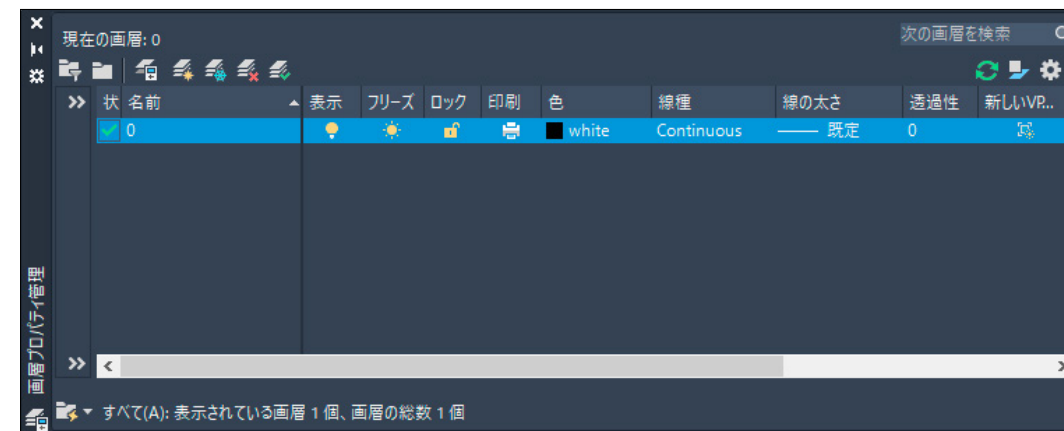 現在の画層: 0
次の画層を検索
状 名前 表示 フリーズ ロック 印刷 色 線種 線の太さ 透過性 新しいVP...
0 white Continuous 既定 0
画層プロパティ管理
すべて(A): 表示されている画層 1 個、画層の総数 1 個